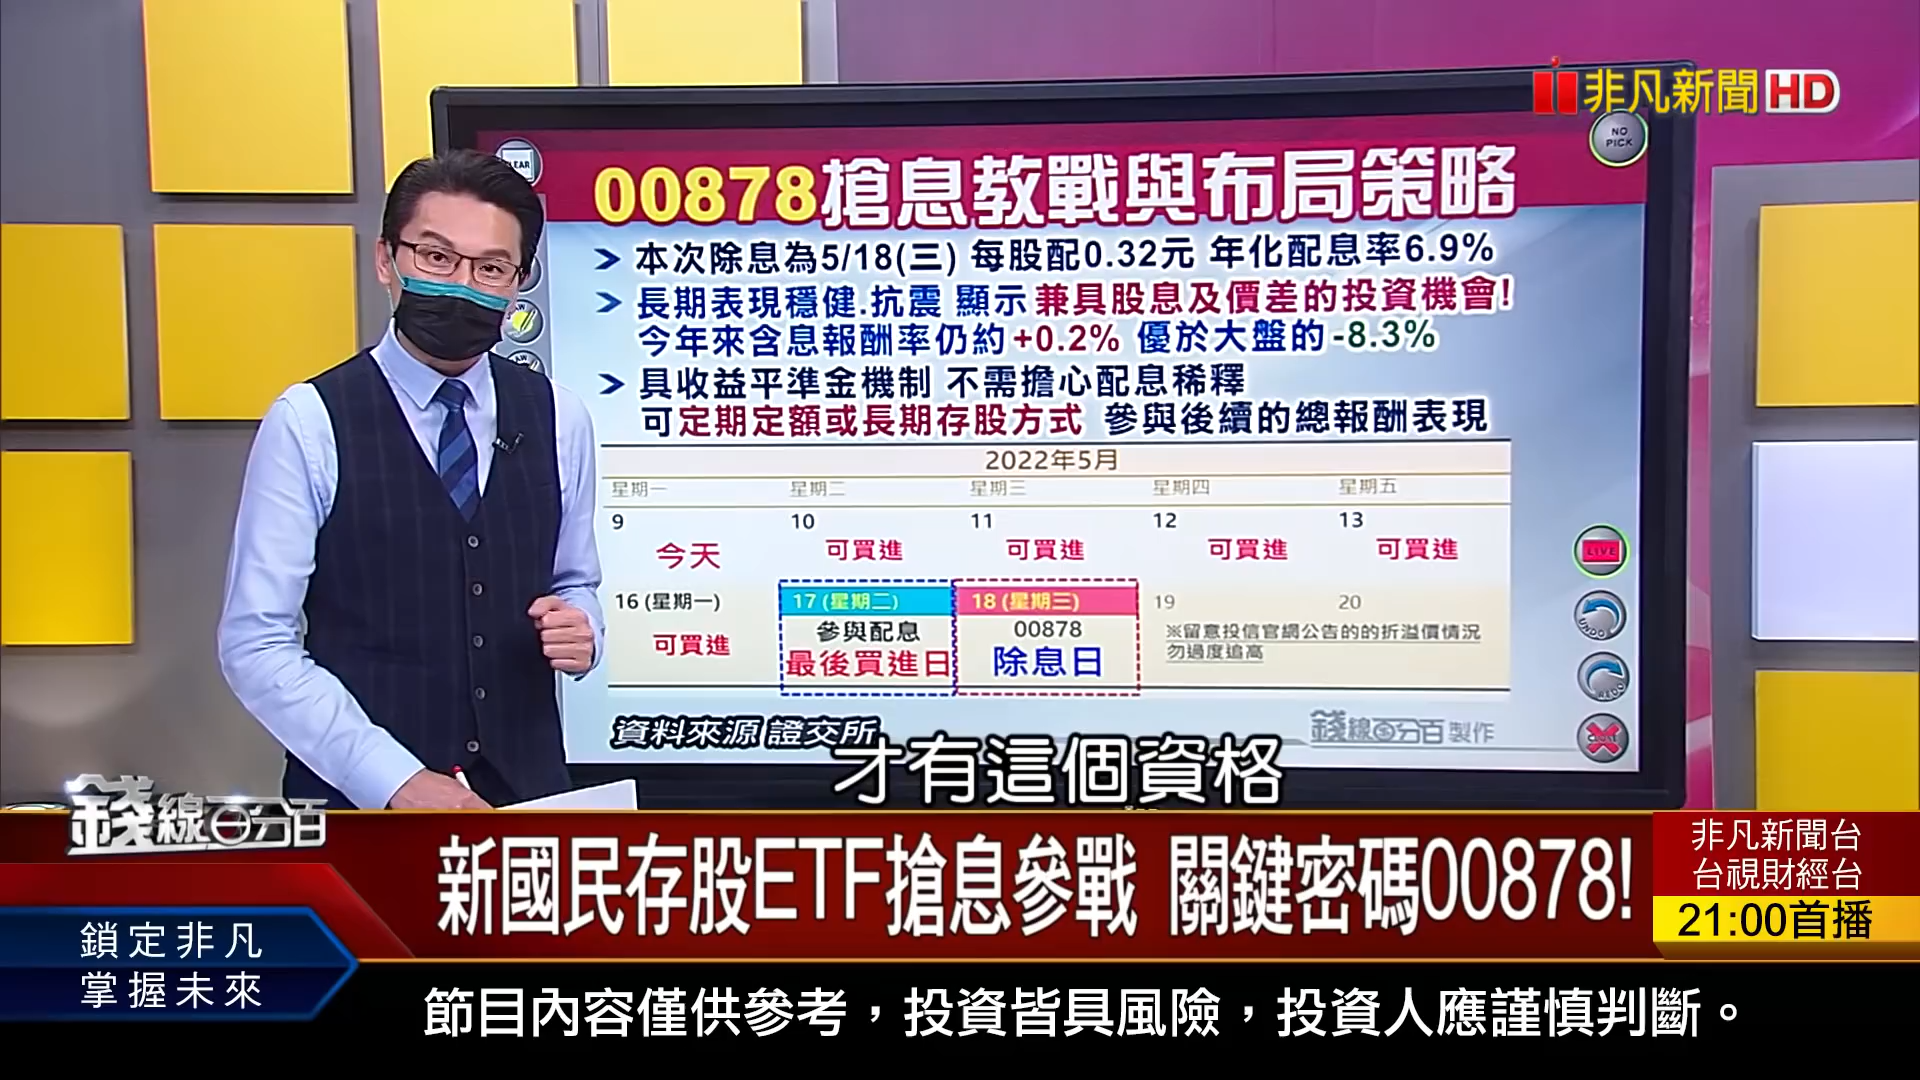 非凡新聞HD
NO PICK
CLEAR
00878搶息教戰與布局策略
➤ 本次除息為5/18(三) 每股配0.32元 年化配息率6.9%
➤ 長期表現穩健.抗震 顯示兼具股息及價差的投資機會!
今年來含息報酬率仍約+0.2% 優於大盤的-8.3%
➤ 具收益平準金機制 不需擔心配息稀釋
可定期定額或長期存股方式 參與後續的總報酬表現
2022年5月
星期一 星期二 星期三 星期四 星期五
9 10 11 12 13
今天 可買進 可買進 可買進 可買進
16 (星期一) 17 (星期二) 18 (星期三) 19 20
可買進 參與配息 00878 ※留意投信官網公告的的折溢價情況
最後買進日 除息日 勿過度追高
LIVE
UNDO
REDO
CLOSE
資料來源 證交所
錢線百分百 製作
才有這個資格
錢線百分百
新國民存股ETF搶息參戰 關鍵密碼00878!
非凡新聞台
台視財經台
21:00首播
鎖定非凡
掌握未來
節目內容僅供參考，投資皆具風險，投資人應謹慎判斷。